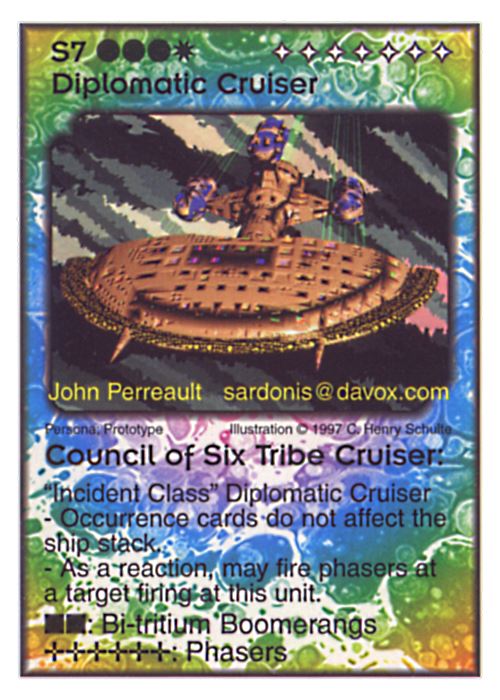 S7
Diplomatic Cruiser
John Perreault sardonis@davox.com
Persona, Prototype Illustration © 1997 C. Henry Schulte
Council of Six Tribe Cruiser:
"Incident Class" Diplomatic Cruiser
- Occurrence cards do not affect the
ship stack.
- As a reaction, may fire phasers at
a target firing at this unit.
■■: Bi-tritium Boomerangs
✛✛✛✛✛✛: Phasers